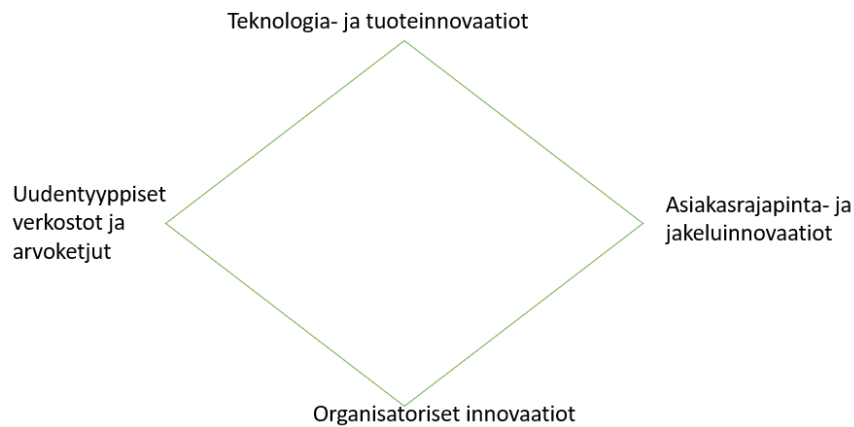 Teknologia- ja tuoteinnovaatiot
Uudentyyppiset
verkostot ja
arvoketjut
Asiakasrajapinta- ja
jakeluinnovaatiot
Organisatoriset innovaatiot